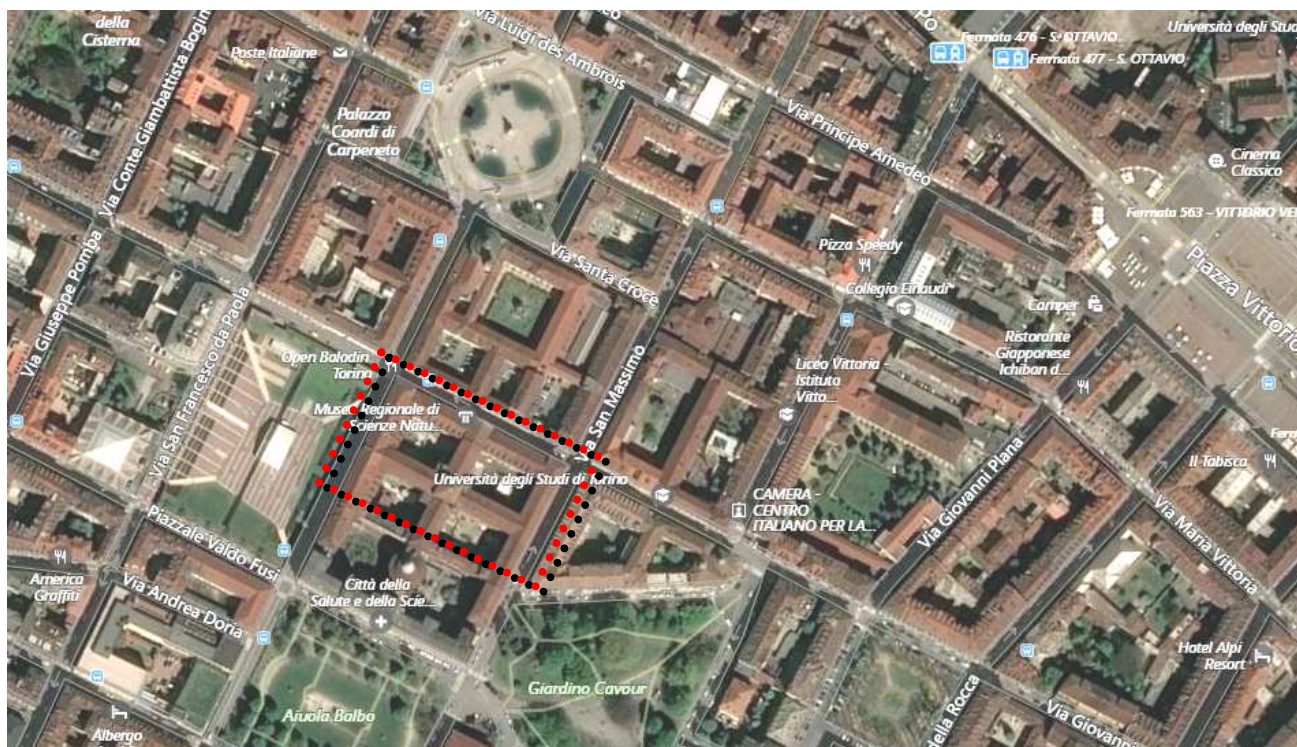 della
Cisterna
Via Conte Giambattista Bogin
Poste Italiane
Via Luigi des Ambrois
Palazzo
Coardi di
Carpeneto
PO
Fermata 476 - S. OTTAVIO
Fermata 477 - S. OTTAVIO
Università degli Stud
Via Principe Amedeo
Cinema
Classico
Fermata 563 - VITTORIO VE
Piazza Vittorio
Via Giuseppe Pomba
Via San Francesco da Paola
Via Santa Croce
Pizza Speedy
Collegio Einaudi
Camper
Ristorante
Giapponese
Ichiban d...
Open Baladin
Torino
Museo Regionale di
Scienze Natu...
Via San Massimo
Liceo Vittoria -
Istituto
Vitto...
Università degli Studi di Torino
CAMERA -
CENTRO
ITALIANO PER LA...
Via Giovanni Plana
Il Tabisca
Via Maria Vittoria
Piazzale Valdo Fusi
America
Graffiti
Via Andrea Doria
Città della
Salute e della Scie...
Giardino Cavour
Aiuola Balbo
Albergo
della Rocca
Via Giovanni
Hotel Alpi
Resort